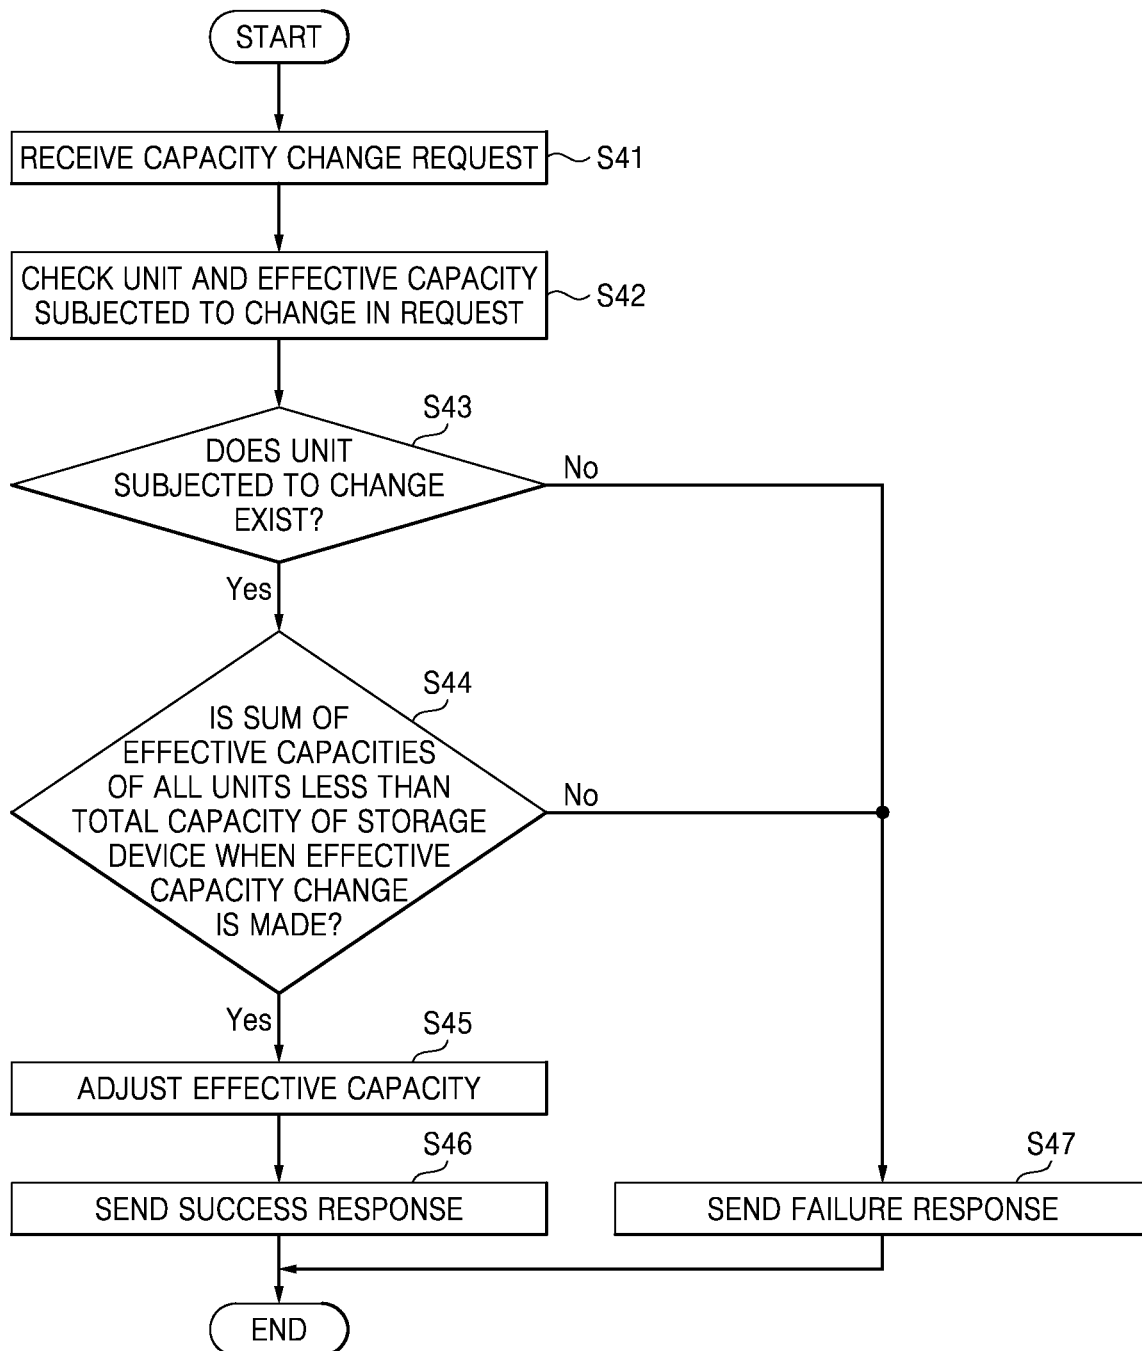 START
RECEIVE CAPACITY CHANGE REQUEST
S41
CHECK UNIT AND EFFECTIVE CAPACITY
SUBJECTED TO CHANGE IN REQUEST
S42
S43
DOES UNIT
SUBJECTED TO CHANGE
EXIST?
No
Yes
S44
IS SUM OF
EFFECTIVE CAPACITIES
OF ALL UNITS LESS THAN
TOTAL CAPACITY OF STORAGE
DEVICE WHEN EFFECTIVE
CAPACITY CHANGE
IS MADE?
No
Yes
S45
ADJUST EFFECTIVE CAPACITY
S46
SEND SUCCESS RESPONSE
S47
SEND FAILURE RESPONSE
END